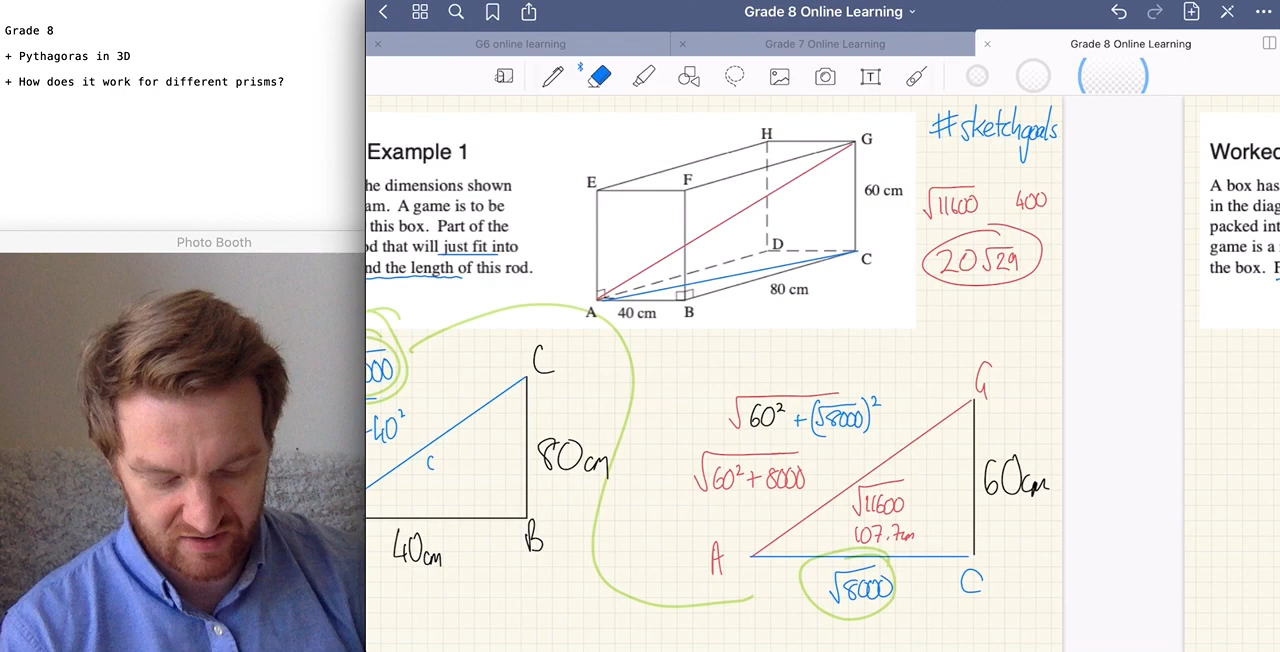 Grade 8
+ Pythagoras in 3D
+ How does it work for different prisms?
Photo Booth
Grade 8 Online Learning
G6 online learning
Grade 7 Online Learning
Grade 8 Online Learning
Example 1
he dimensions shown
am. A game is to be
this box. Part of the
d that will just fit into
nd the length of this rod.
H
G
E
F
60 cm
D
C
80 cm
A
40 cm
B
#sketchgoals
√11600 400
20√29
Worked
A box has
in the diag
packed int
game is a
the box. F
000
40²
c
C
80cm
40cm
B
√60² + (√8000)²
√60² + 8000
G
60cm
√11600
107.7cm
A
√8000
C